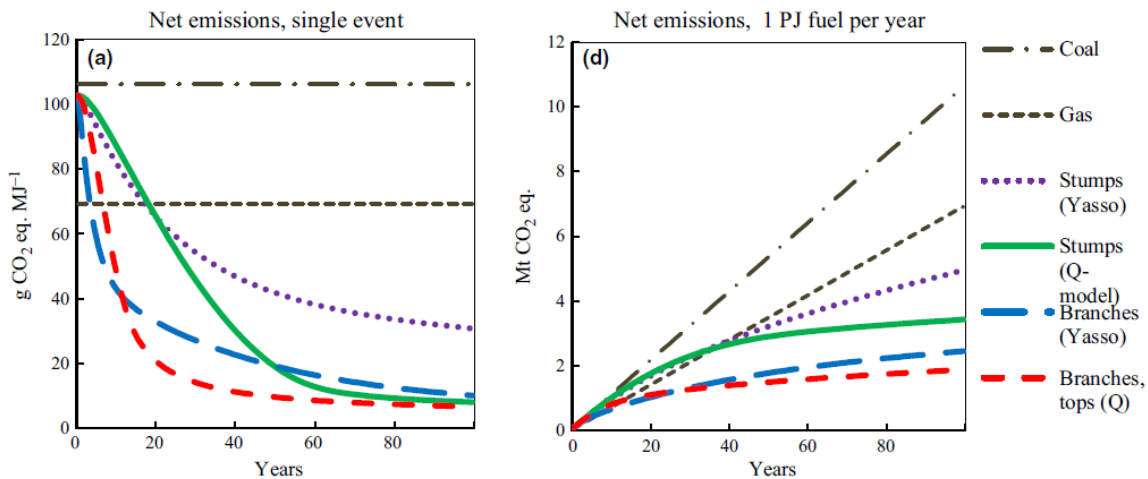 Net emissions, single event
120
(a)
100
80
60
40
20
0
g CO₂ eq. MJ⁻¹
0 20 40 60 80
Years
Net emissions, 1 PJ fuel per year
12
(d)
10
8
6
4
2
0
Mt CO₂ eq.
0 20 40 60 80
Years
Coal
Gas
Stumps
(Yasso)
Stumps
(Q-
model)
Branches
(Yasso)
Branches,
tops (Q)